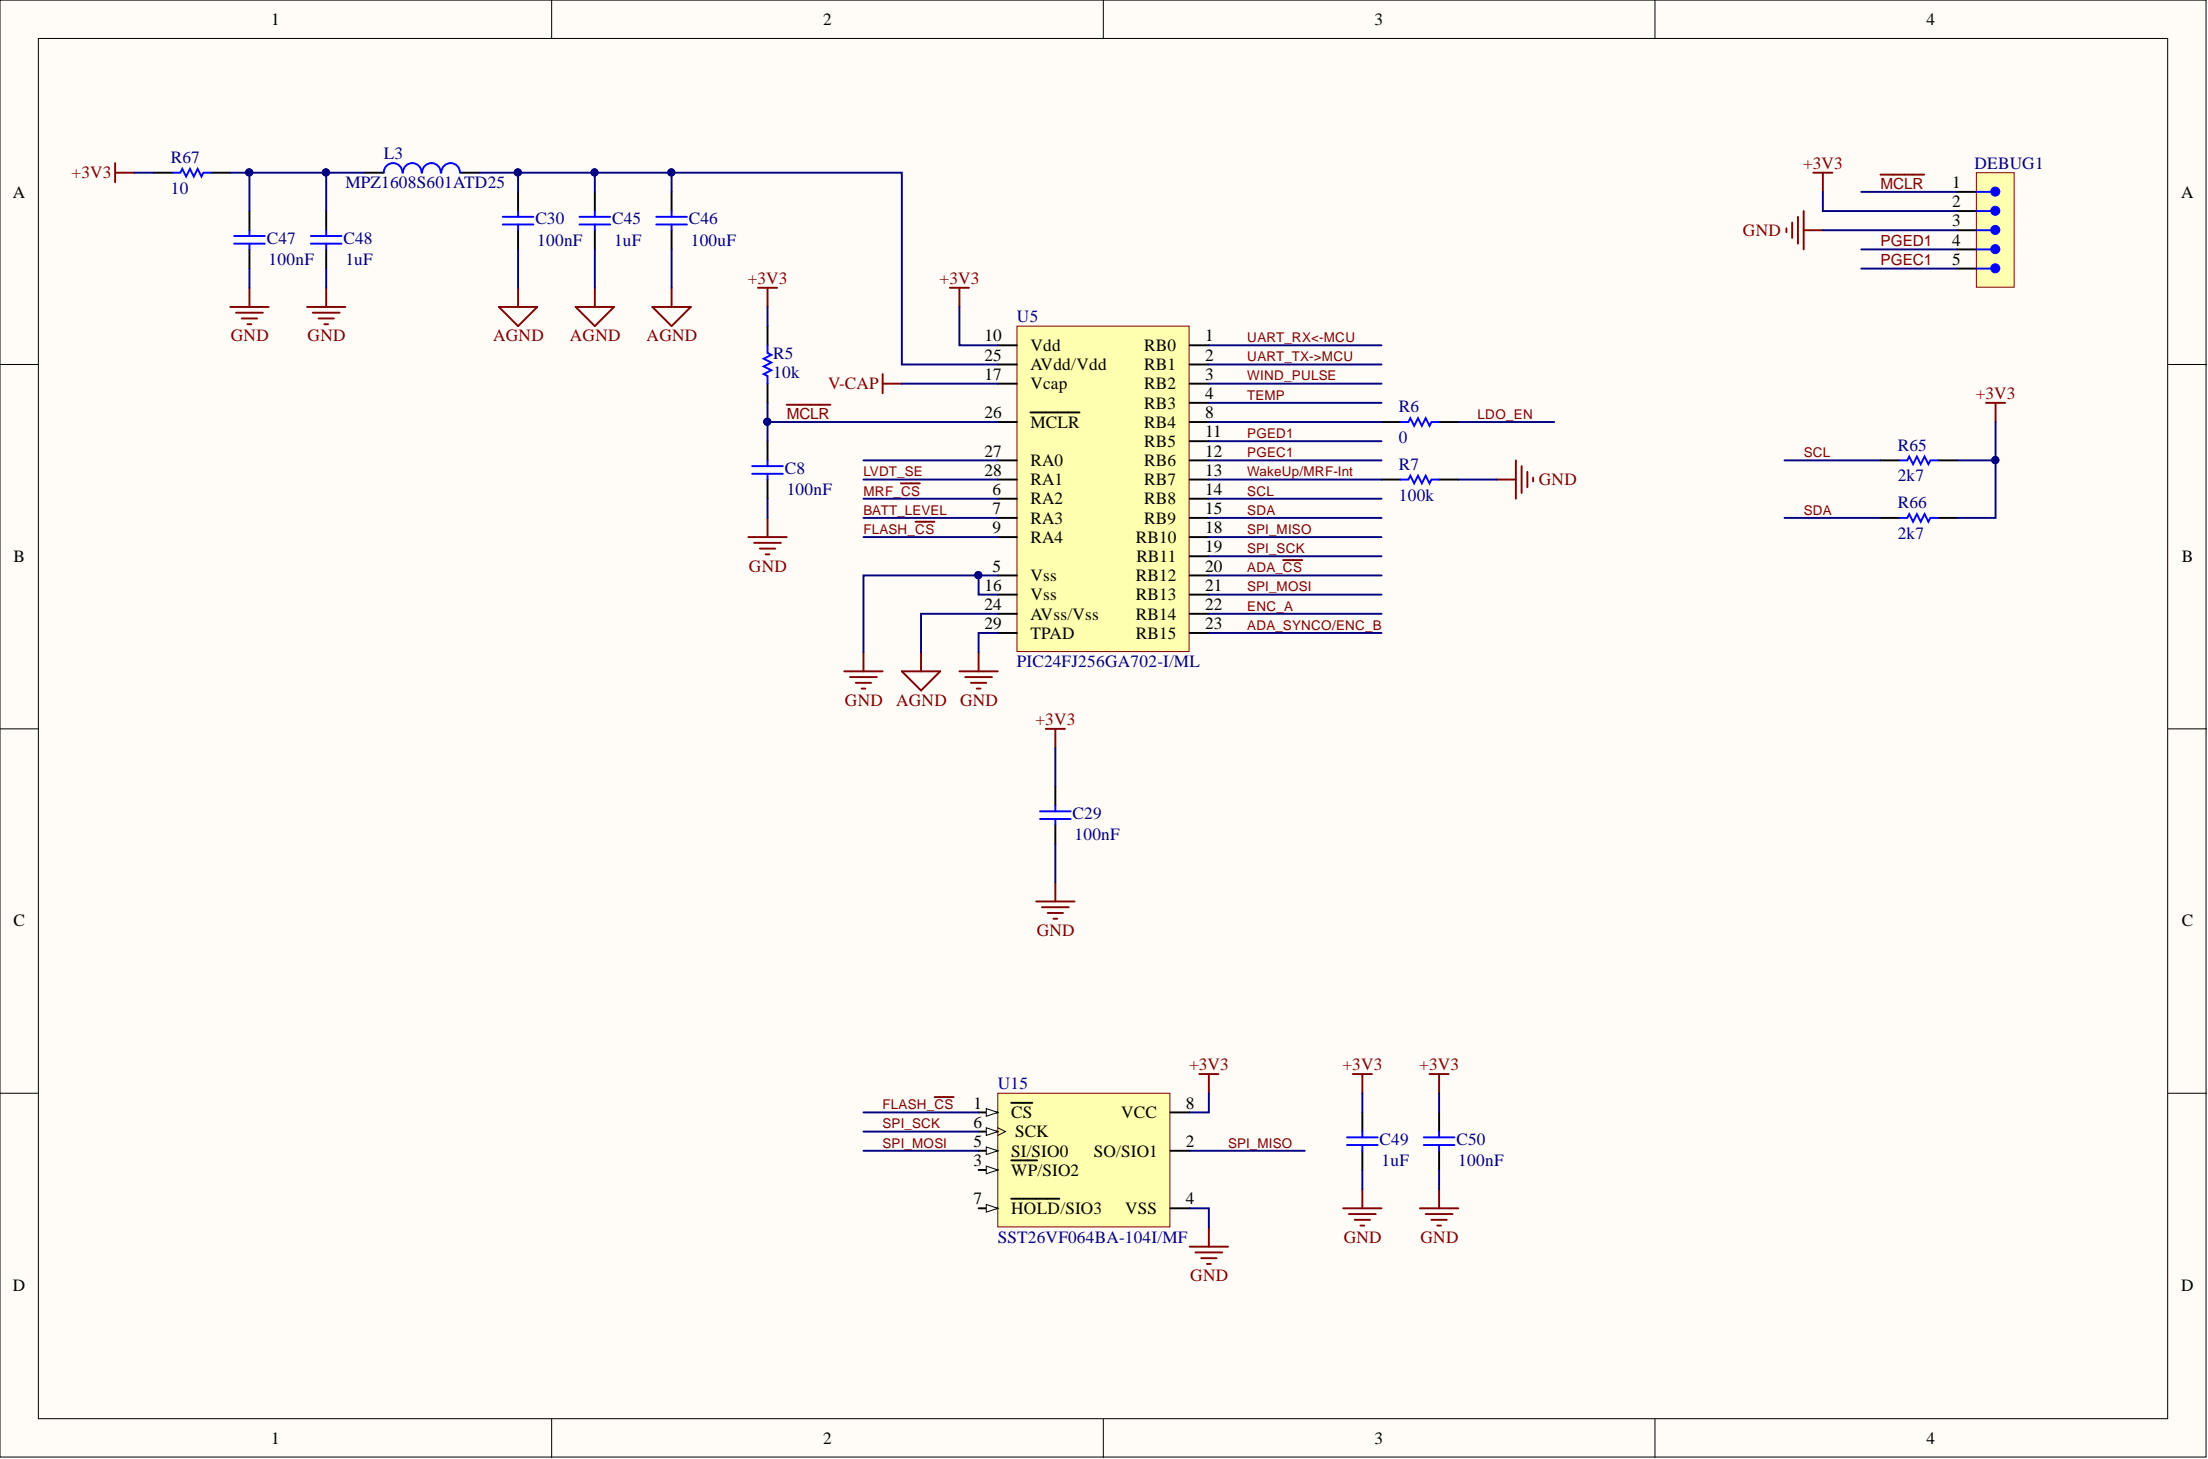 1 2 3 4
A A
B B
C C
D D
+3V3
R67
10
L3
MPZ1608S601ATD25
C47
100nF
GND
C48
1uF
GND
C30
100nF
AGND
C45
1uF
AGND
C46
100uF
AGND
+3V3
R5
10k
MCLR
C8
100nF
GND
+3V3
V-CAP
U5
10 Vdd
25 AVdd/Vdd
17 Vcap
26 MCLR
27 RA0
LVDT_SE 28 RA1
MRF_CS 6 RA2
BATT_LEVEL 7 RA3
FLASH_CS 9 RA4
5 Vss
16 Vss
24 AVss/Vss
29 TPAD
GND
AGND
GND
RB0 1 UART_RX<-MCU
RB1 2 UART_TX->MCU
RB2 3 WIND_PULSE
RB3 4 TEMP
RB4 8
RB5 11 PGED1
RB6 12 PGEC1
RB7 13 WakeUp/MRF-Int
RB8 14 SCL
RB9 15 SDA
RB10 18 SPI_MISO
RB11 19 SPI_SCK
RB12 20 ADA_CS
RB13 21 SPI_MOSI
RB14 22 ENC_A
RB15 23 ADA_SYNCO/ENC_B
PIC24FJ256GA702-I/ML
R6
0
LDO_EN
R7
100k
GND
DEBUG1
+3V3
MCLR 1
2
GND 3
PGED1 4
PGEC1 5
+3V3
SCL
R65
2k7
SDA
R66
2k7
+3V3
C29
100nF
GND
U15
FLASH_CS 1 CS
SPI_SCK 6 SCK
SPI_MOSI 5 SI/SIO0
3 WP/SIO2
7 HOLD/SIO3
VCC 8
+3V3
SO/SIO1 2 SPI_MISO
VSS 4
GND
SST26VF064BA-104I/MF
+3V3
C49
1uF
GND
+3V3
C50
100nF
GND
1 2 3 4